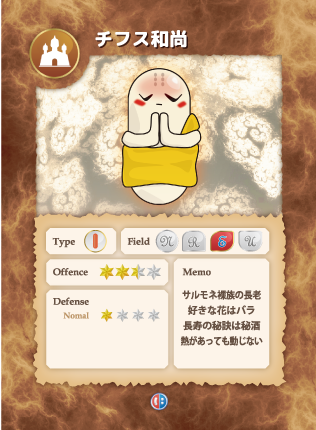 チフス和尚
Type
Field
N R E U
Offence
Defense
Nomal
Memo
サルモネ裸族の長老
好きな花はバラ
長寿の秘訣は秘酒
熱があっても動じない